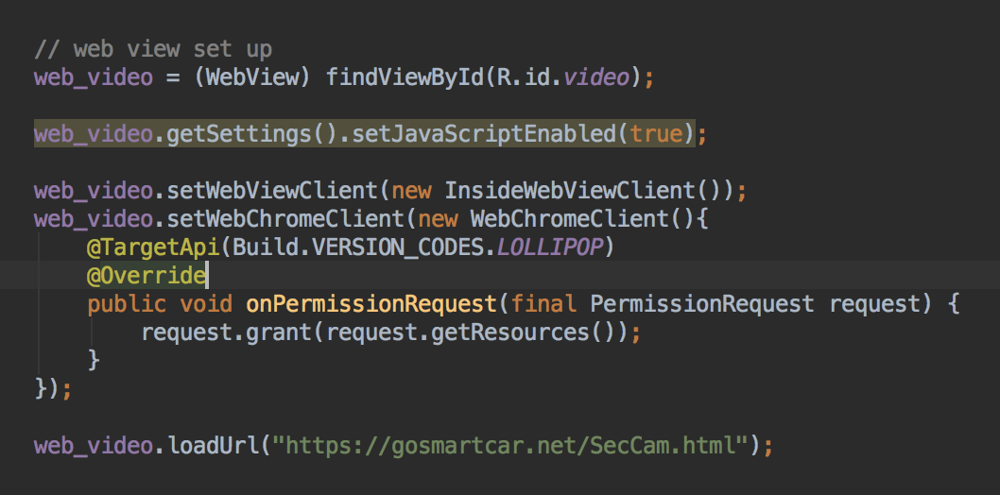 // web view set up
web_video = (WebView) findViewById(R.id.video);
web_video.getSettings().setJavaScriptEnabled(true);
web_video.setWebViewClient(new InsideWebViewClient());
web_video.setWebChromeClient(new WebChromeClient(){
@TargetApi(Build.VERSION_CODES.LOLLIPOP)
@Override
public void onPermissionRequest(final PermissionRequest request) {
request.grant(request.getResources());
}
});
web_video.loadUrl("https://gosmartcar.net/SecCam.html");